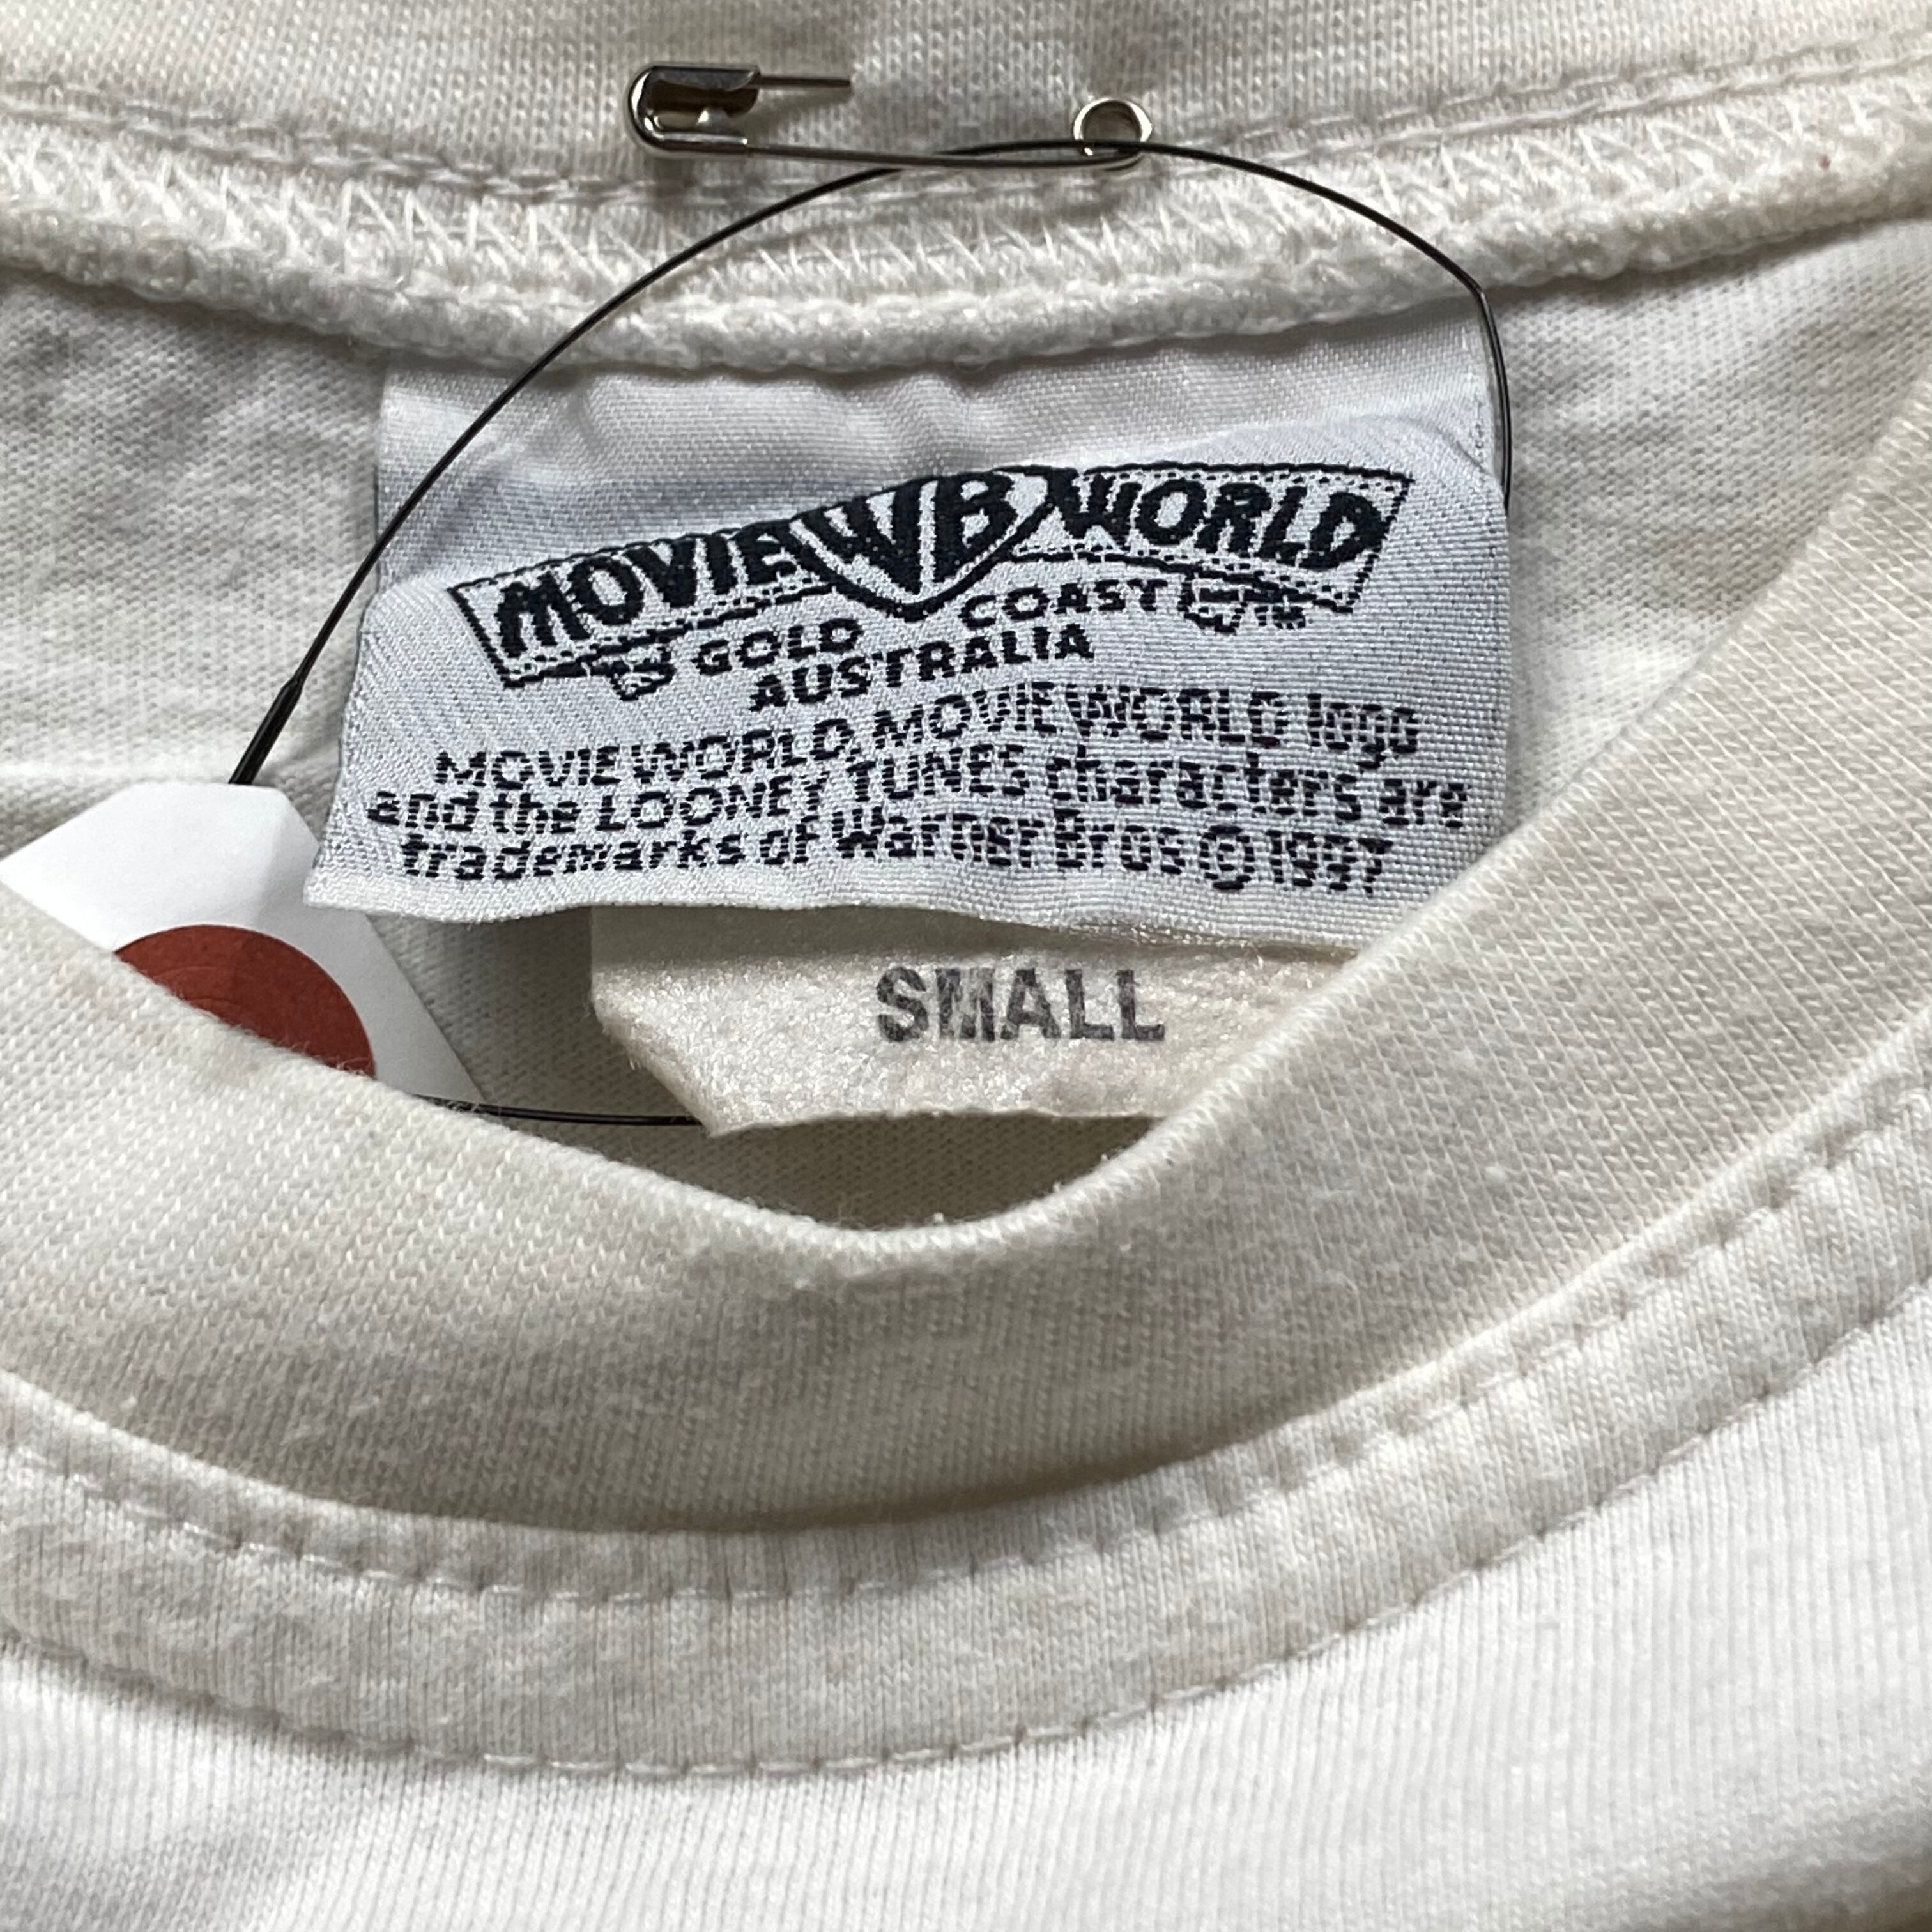 MOVIE WB WORLD
GOLD COAST ™
AUSTRALIA
MOVIE WORLD, MOVIE WORLD logo
and the LOONEY TUNES characters are
trademarks of Warner Bros © 1997
SMALL